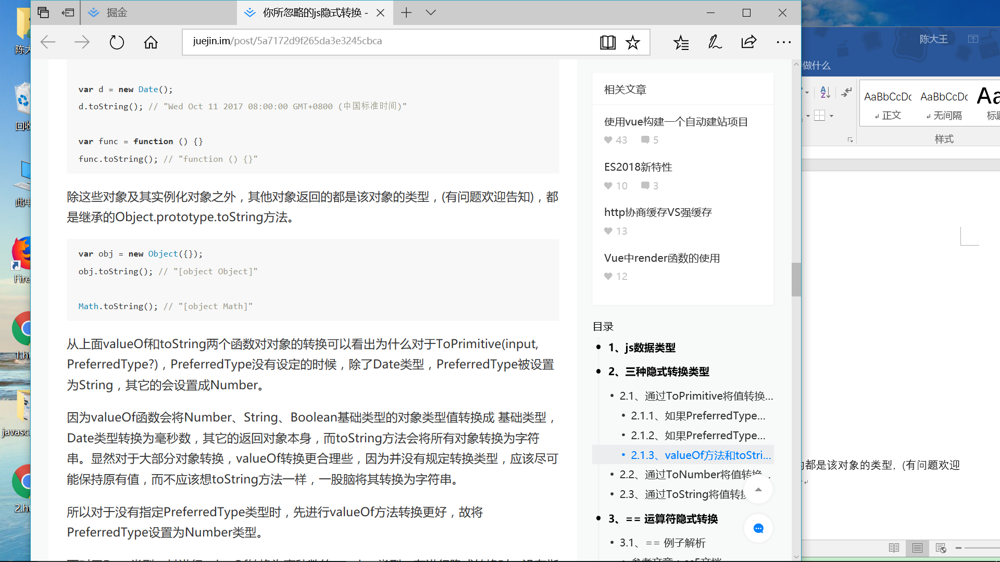 掘金
你所忽略的js隐式转换 -
juejin.im/post/5a7172d9f265da3e3245cbca
var d = new Date();
d.toString(); // "Wed Oct 11 2017 08:00:00 GMT+0800 (中国标准时间)"
var func = function () {}
func.toString(); // "function () {}"
除这些对象及其实例化对象之外，其他对象返回的都是该对象的类型，(有问题欢迎告知)，都
是继承的Object.prototype.toString方法。
var obj = new Object({});
obj.toString(); // "[object Object]"
Math.toString(); // "[object Math]"
从上面valueOf和toString两个函数对对象的转换可以看出为什么对于ToPrimitive(input,
PreferredType?)，PreferredType没有设定的时候，除了Date类型，PreferredType被设置
为String，其它的会设置成Number。
因为valueOf函数会将Number、String、Boolean基础类型的对象类型值转换成 基础类型，
Date类型转换为毫秒数，其它的返回对象本身，而toString方法会将所有对象转换为字符
串。显然对于大部分对象转换，valueOf转换更合理些，因为并没有规定转换类型，应该尽可
能保持原有值，而不应该想toString方法一样，一股脑将其转换为字符串。
所以对于没有指定PreferredType类型时，先进行valueOf方法转换更好，故将
PreferredType设置为Number类型。
相关文章
使用vue构建一个自动建站项目
43 5
ES2018新特性
10 3
http协商缓存VS强缓存
13
Vue中render函数的使用
12
目录
1、js数据类型
2、三种隐式转换类型
2.1、通过ToPrimitive将值转换...
2.1.1、如果PreferredType...
2.1.2、如果PreferredType...
2.1.3、valueOf方法和toStri...
2.2、通过ToNumber将值转换
2.3、通过ToString将值转换
3、== 运算符隐式转换
3.1、== 例子解析
陈大
回收
此电
Fire
1.ht
javasc
2.ht
陈大王
做什么
AaBbCcDc AaBbCcDc Aa
正文 无间隔 标题
样式
都是该对象的类型，(有问题欢迎